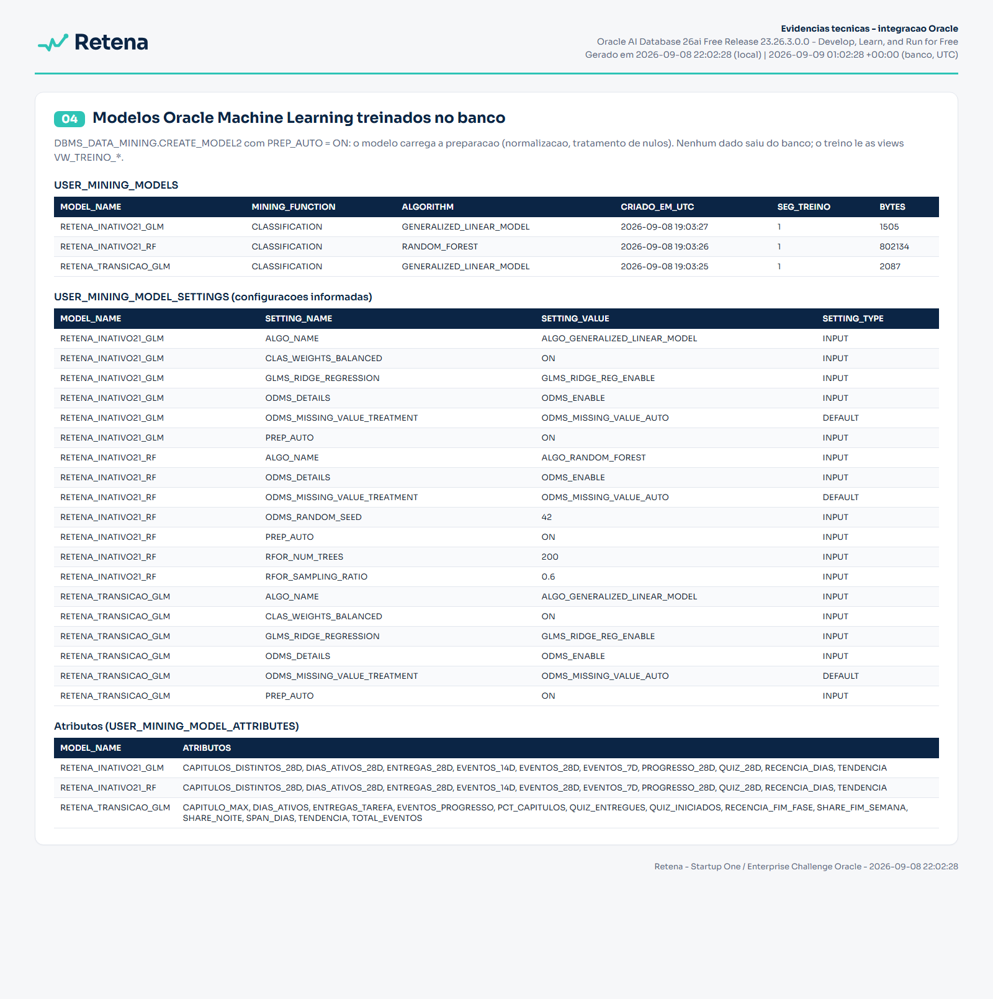 Retena
Evidencias tecnicas - integracao Oracle
Oracle AI Database 26ai Free Release 23.26.3.0.0 - Develop, Learn, and Run for Free
Gerado em 2026-09-08 22:02:28 (local) | 2026-09-09 01:02:28 +00:00 (banco, UTC)
04 Modelos Oracle Machine Learning treinados no banco
DBMS_DATA_MINING.CREATE_MODEL2 com PREP_AUTO = ON: o modelo carrega a preparacao (normalizacao, tratamento de nulos). Nenhum dado saiu do banco; o treino le as views
VW_TREINO_*.
USER_MINING_MODELS
MODEL_NAME MINING_FUNCTION ALGORITHM CRIADO_EM_UTC SEG_TREINO BYTES
RETENA_INATIVO21_GLM CLASSIFICATION GENERALIZED_LINEAR_MODEL 2026-09-08 19:03:27 1 1505
RETENA_INATIVO21_RF CLASSIFICATION RANDOM_FOREST 2026-09-08 19:03:26 1 802134
RETENA_TRANSICAO_GLM CLASSIFICATION GENERALIZED_LINEAR_MODEL 2026-09-08 19:03:25 1 2087
USER_MINING_MODEL_SETTINGS (configuracoes informadas)
MODEL_NAME SETTING_NAME SETTING_VALUE SETTING_TYPE
RETENA_INATIVO21_GLM ALGO_NAME ALGO_GENERALIZED_LINEAR_MODEL INPUT
RETENA_INATIVO21_GLM CLAS_WEIGHTS_BALANCED ON INPUT
RETENA_INATIVO21_GLM GLMS_RIDGE_REGRESSION GLMS_RIDGE_REG_ENABLE INPUT
RETENA_INATIVO21_GLM ODMS_DETAILS ODMS_ENABLE INPUT
RETENA_INATIVO21_GLM ODMS_MISSING_VALUE_TREATMENT ODMS_MISSING_VALUE_AUTO DEFAULT
RETENA_INATIVO21_GLM PREP_AUTO ON INPUT
RETENA_INATIVO21_RF ALGO_NAME ALGO_RANDOM_FOREST INPUT
RETENA_INATIVO21_RF ODMS_DETAILS ODMS_ENABLE INPUT
RETENA_INATIVO21_RF ODMS_MISSING_VALUE_TREATMENT ODMS_MISSING_VALUE_AUTO DEFAULT
RETENA_INATIVO21_RF ODMS_RANDOM_SEED 42 INPUT
RETENA_INATIVO21_RF PREP_AUTO ON INPUT
RETENA_INATIVO21_RF RFOR_NUM_TREES 200 INPUT
RETENA_INATIVO21_RF RFOR_SAMPLING_RATIO 0.6 INPUT
RETENA_TRANSICAO_GLM ALGO_NAME ALGO_GENERALIZED_LINEAR_MODEL INPUT
RETENA_TRANSICAO_GLM CLAS_WEIGHTS_BALANCED ON INPUT
RETENA_TRANSICAO_GLM GLMS_RIDGE_REGRESSION GLMS_RIDGE_REG_ENABLE INPUT
RETENA_TRANSICAO_GLM ODMS_DETAILS ODMS_ENABLE INPUT
RETENA_TRANSICAO_GLM ODMS_MISSING_VALUE_TREATMENT ODMS_MISSING_VALUE_AUTO DEFAULT
RETENA_TRANSICAO_GLM PREP_AUTO ON INPUT
Atributos (USER_MINING_MODEL_ATTRIBUTES)
MODEL_NAME ATRIBUTOS
RETENA_INATIVO21_GLM CAPITULOS_DISTINTOS_28D, DIAS_ATIVOS_28D, ENTREGAS_28D, EVENTOS_14D, EVENTOS_28D, EVENTOS_7D, PROGRESSO_28D, QUIZ_28D, RECENCIA_DIAS, TENDENCIA
RETENA_INATIVO21_RF CAPITULOS_DISTINTOS_28D, DIAS_ATIVOS_28D, ENTREGAS_28D, EVENTOS_14D, EVENTOS_28D, EVENTOS_7D, PROGRESSO_28D, QUIZ_28D, RECENCIA_DIAS, TENDENCIA
RETENA_TRANSICAO_GLM CAPITULO_MAX, DIAS_ATIVOS, ENTREGAS_TAREFA, EVENTOS_PROGRESSO, PCT_CAPITULOS, QUIZ_ENTREGUES, QUIZ_INICIADOS, RECENCIA_FIM_FASE, SHARE_FIM_SEMANA,
SHARE_NOITE, SPAN_DIAS, TENDENCIA, TOTAL_EVENTOS
Retena - Startup One / Enterprise Challenge Oracle - 2026-09-08 22:02:28